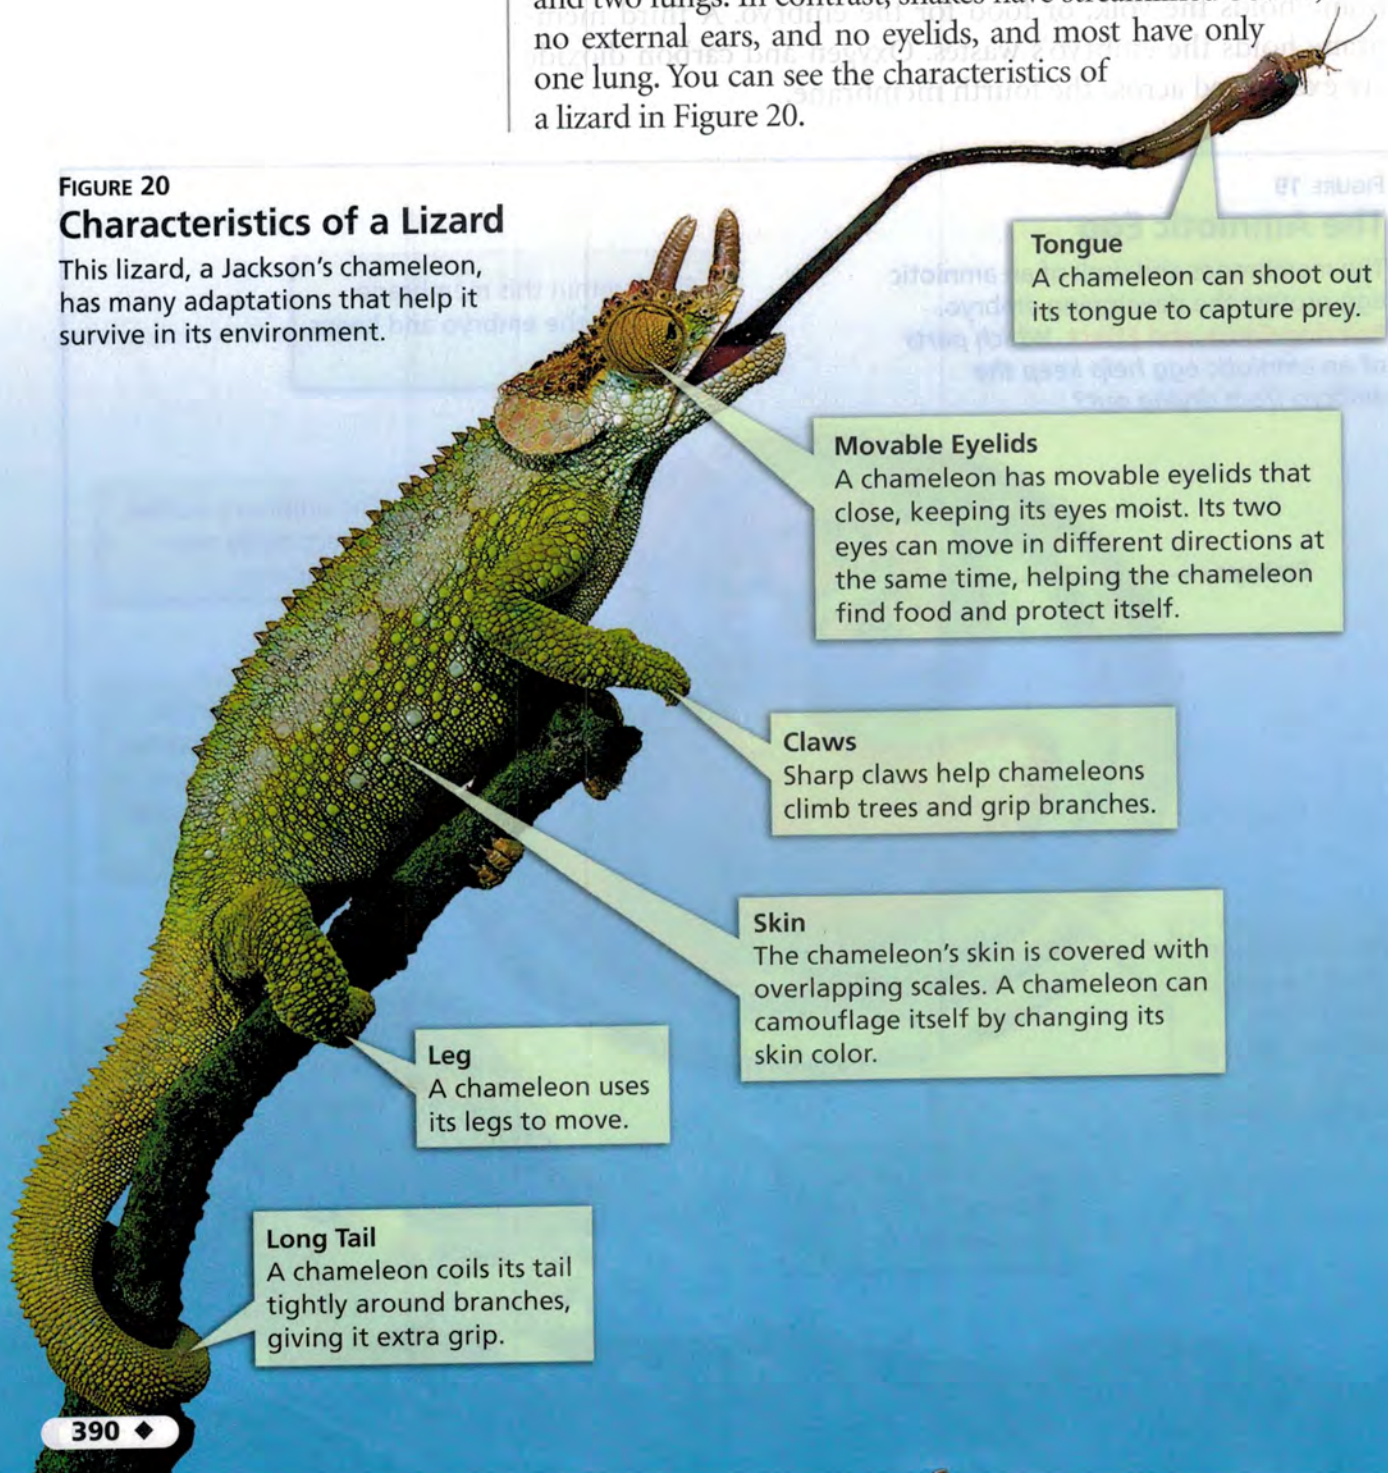 no external ears, and no eyelids, and most have only
one lung. You can see the characteristics of
a lizard in Figure 20.
FIGURE 20
Characteristics of a Lizard
This lizard, a Jackson's chameleon,
has many adaptations that help it
survive in its environment.
Tongue
A chameleon can shoot out
its tongue to capture prey.
Movable Eyelids
A chameleon has movable eyelids that
close, keeping its eyes moist. Its two
eyes can move in different directions at
the same time, helping the chameleon
find food and protect itself.
Claws
Sharp claws help chameleons
climb trees and grip branches.
Skin
The chameleon's skin is covered with
overlapping scales. A chameleon can
camouflage itself by changing its
skin color.
Leg
A chameleon uses
its legs to move.
Long Tail
A chameleon coils its tail
tightly around branches,
giving it extra grip.
390 ◆